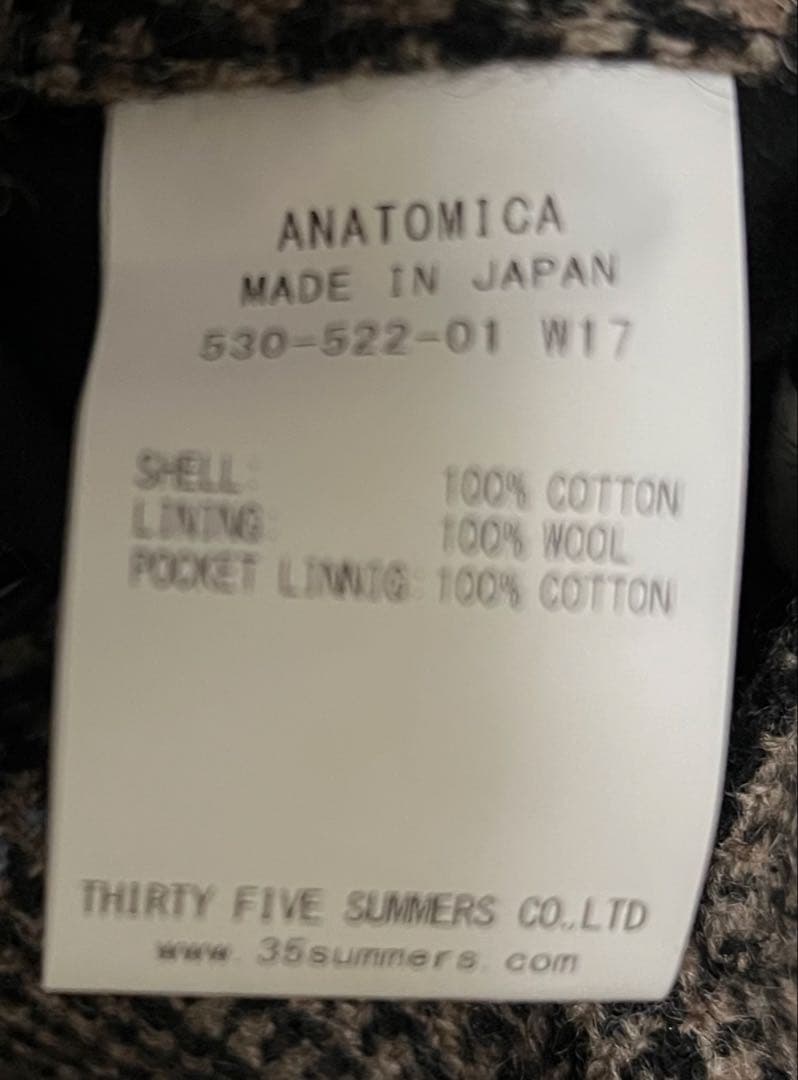 ANATOMICA
MADE IN JAPAN
530-522-01 W17
SHELL: 100% COTTON
LINING: 100% WOOL
POCKET LINNIG: 100% COTTON
THIRTY FIVE SUMMERS CO.,LTD
www.35summers.com